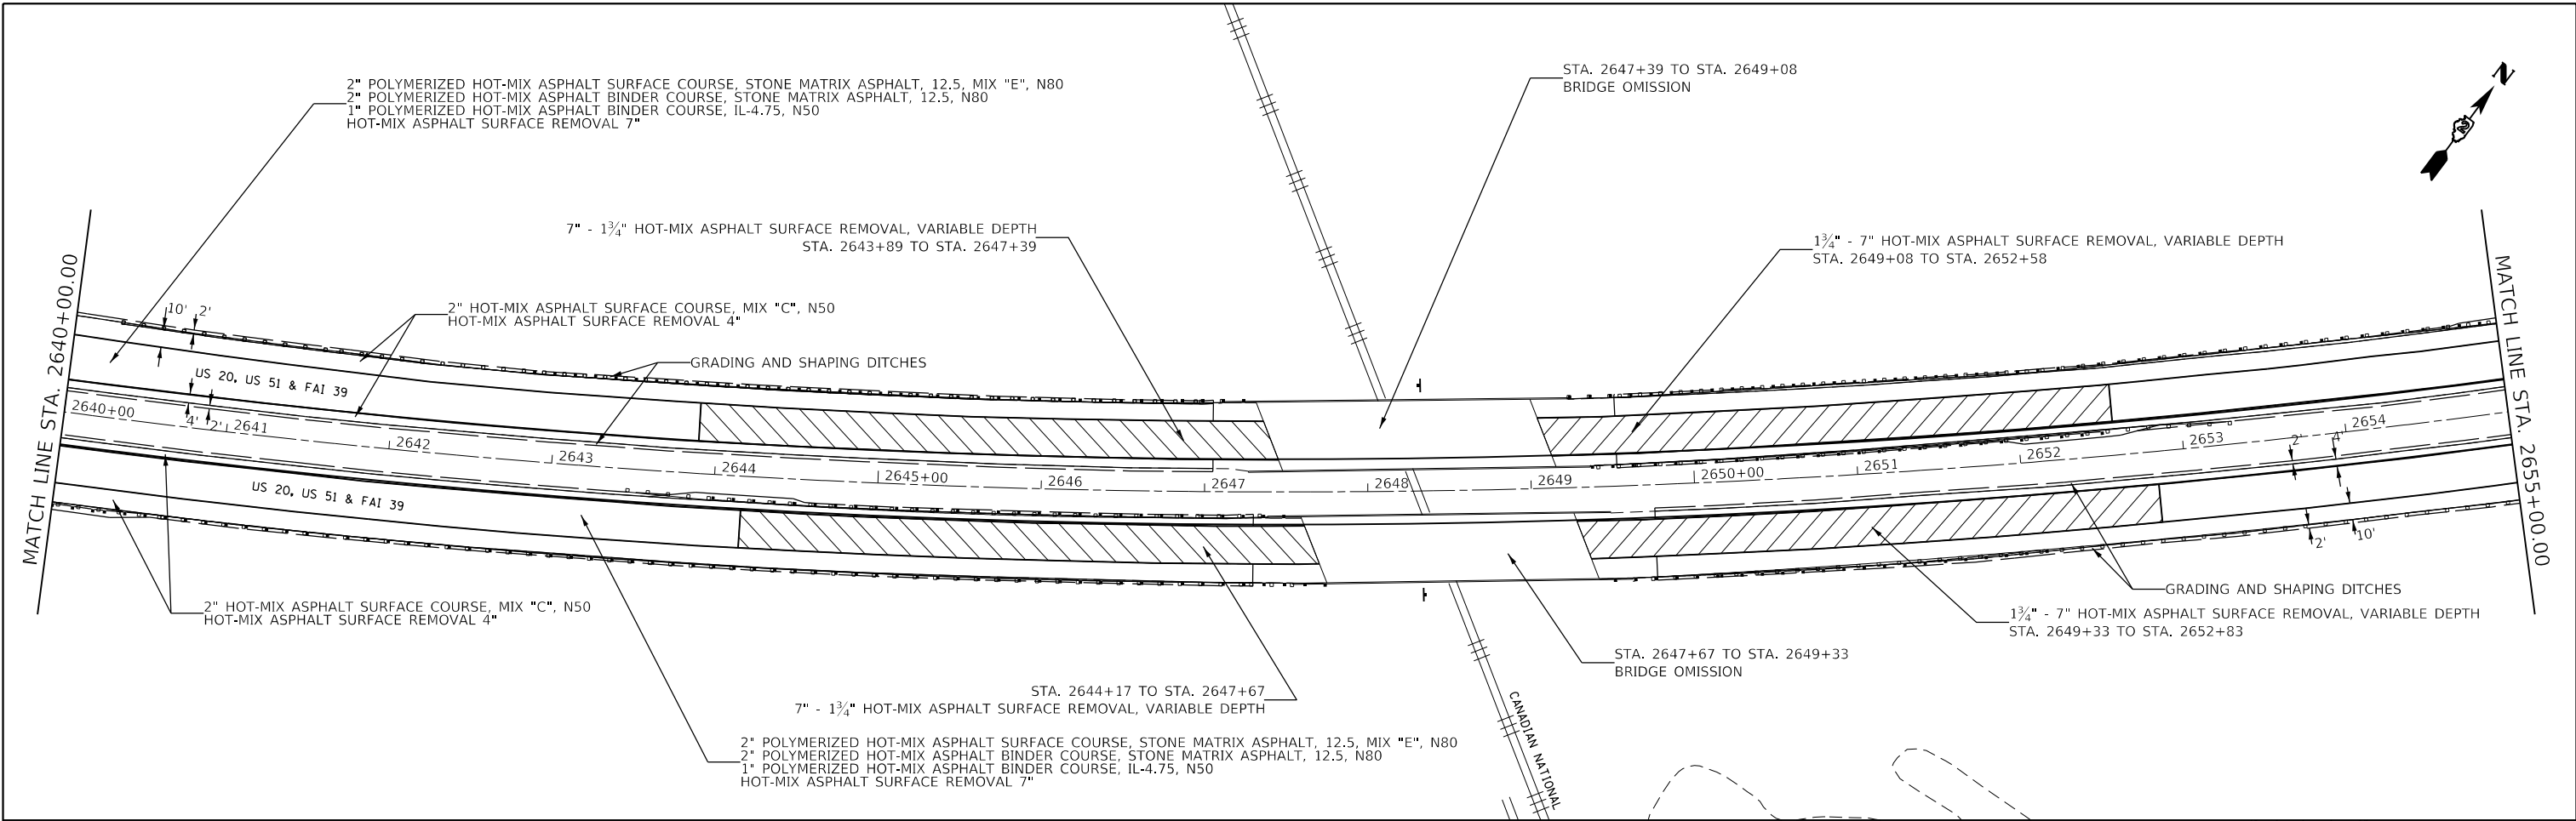 2" POLYMERIZED HOT-MIX ASPHALT SURFACE COURSE, STONE MATRIX ASPHALT, 12.5, MIX "E", N80
2" POLYMERIZED HOT-MIX ASPHALT BINDER COURSE, STONE MATRIX ASPHALT, 12.5, N80
1" POLYMERIZED HOT-MIX ASPHALT BINDER COURSE, IL-4.75, N50
HOT-MIX ASPHALT SURFACE REMOVAL 7"
STA. 2647+39 TO STA. 2649+08
BRIDGE OMISSION
N
7" - 1¾" HOT-MIX ASPHALT SURFACE REMOVAL, VARIABLE DEPTH
STA. 2643+89 TO STA. 2647+39
1¾" - 7" HOT-MIX ASPHALT SURFACE REMOVAL, VARIABLE DEPTH
STA. 2649+08 TO STA. 2652+58
MATCH LINE STA. 2640+00.00
10' 2'
2" HOT-MIX ASPHALT SURFACE COURSE, MIX "C", N50
HOT-MIX ASPHALT SURFACE REMOVAL 4"
GRADING AND SHAPING DITCHES
US 20, US 51 & FAI 39
4' 2'
2640+00 2641 2642 2643 2644 2645+00 2646 2647 2648 2649 2650+00 2651 2652 2653 2654
2' 4'
MATCH LINE STA. 2655+00.00
US 20, US 51 & FAI 39
2' 10'
2" HOT-MIX ASPHALT SURFACE COURSE, MIX "C", N50
HOT-MIX ASPHALT SURFACE REMOVAL 4"
GRADING AND SHAPING DITCHES
1¾" - 7" HOT-MIX ASPHALT SURFACE REMOVAL, VARIABLE DEPTH
STA. 2649+33 TO STA. 2652+83
STA. 2647+67 TO STA. 2649+33
BRIDGE OMISSION
STA. 2644+17 TO STA. 2647+67
7" - 1¾" HOT-MIX ASPHALT SURFACE REMOVAL, VARIABLE DEPTH
CANADIAN NATIONAL
2" POLYMERIZED HOT-MIX ASPHALT SURFACE COURSE, STONE MATRIX ASPHALT, 12.5, MIX "E", N80
2" POLYMERIZED HOT-MIX ASPHALT BINDER COURSE, STONE MATRIX ASPHALT, 12.5, N80
1" POLYMERIZED HOT-MIX ASPHALT BINDER COURSE, IL-4.75, N50
HOT-MIX ASPHALT SURFACE REMOVAL 7"